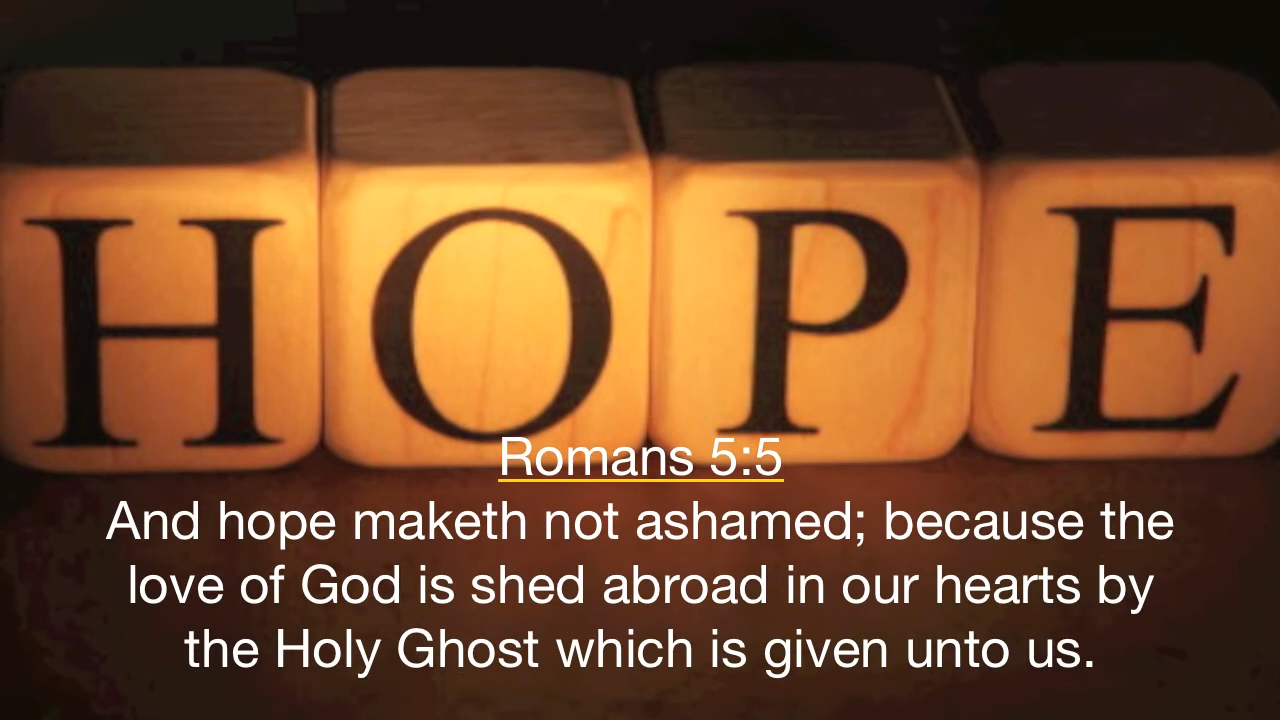 HOPE
Romans 5:5
And hope maketh not ashamed; because the
love of God is shed abroad in our hearts by
the Holy Ghost which is given unto us.